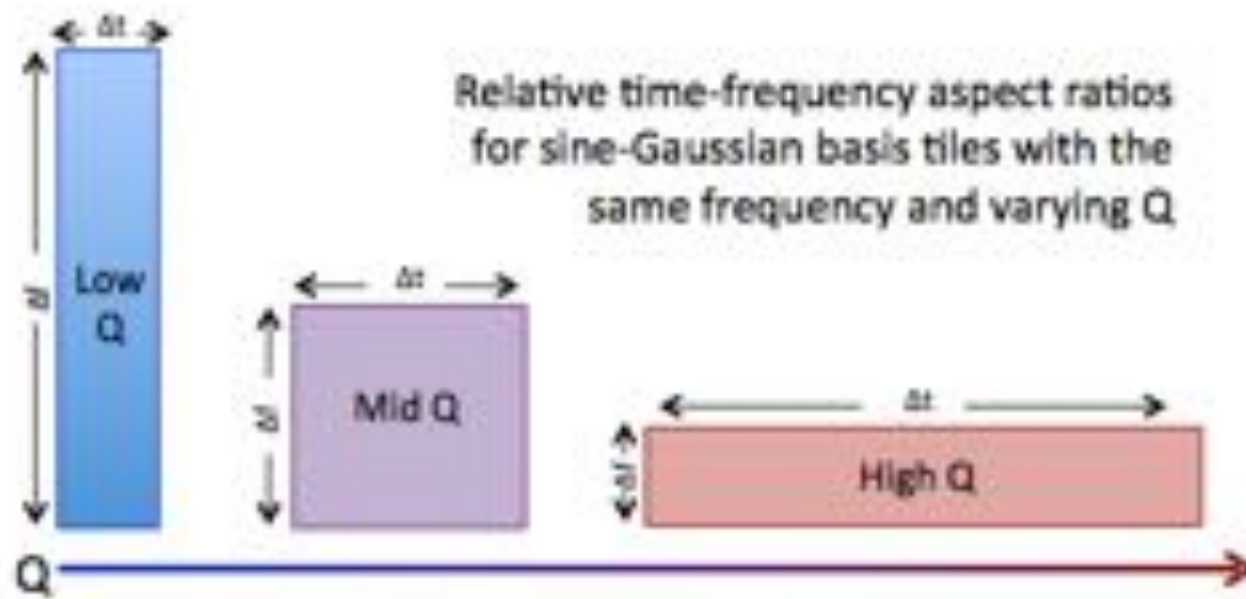 Δt
Relative time-frequency aspect ratios
for sine-Gaussian basis tiles with the
same frequency and varying Q
Δf
Low
Q
Δt
Δf
Mid Q
Δt
Δf
High Q
Q